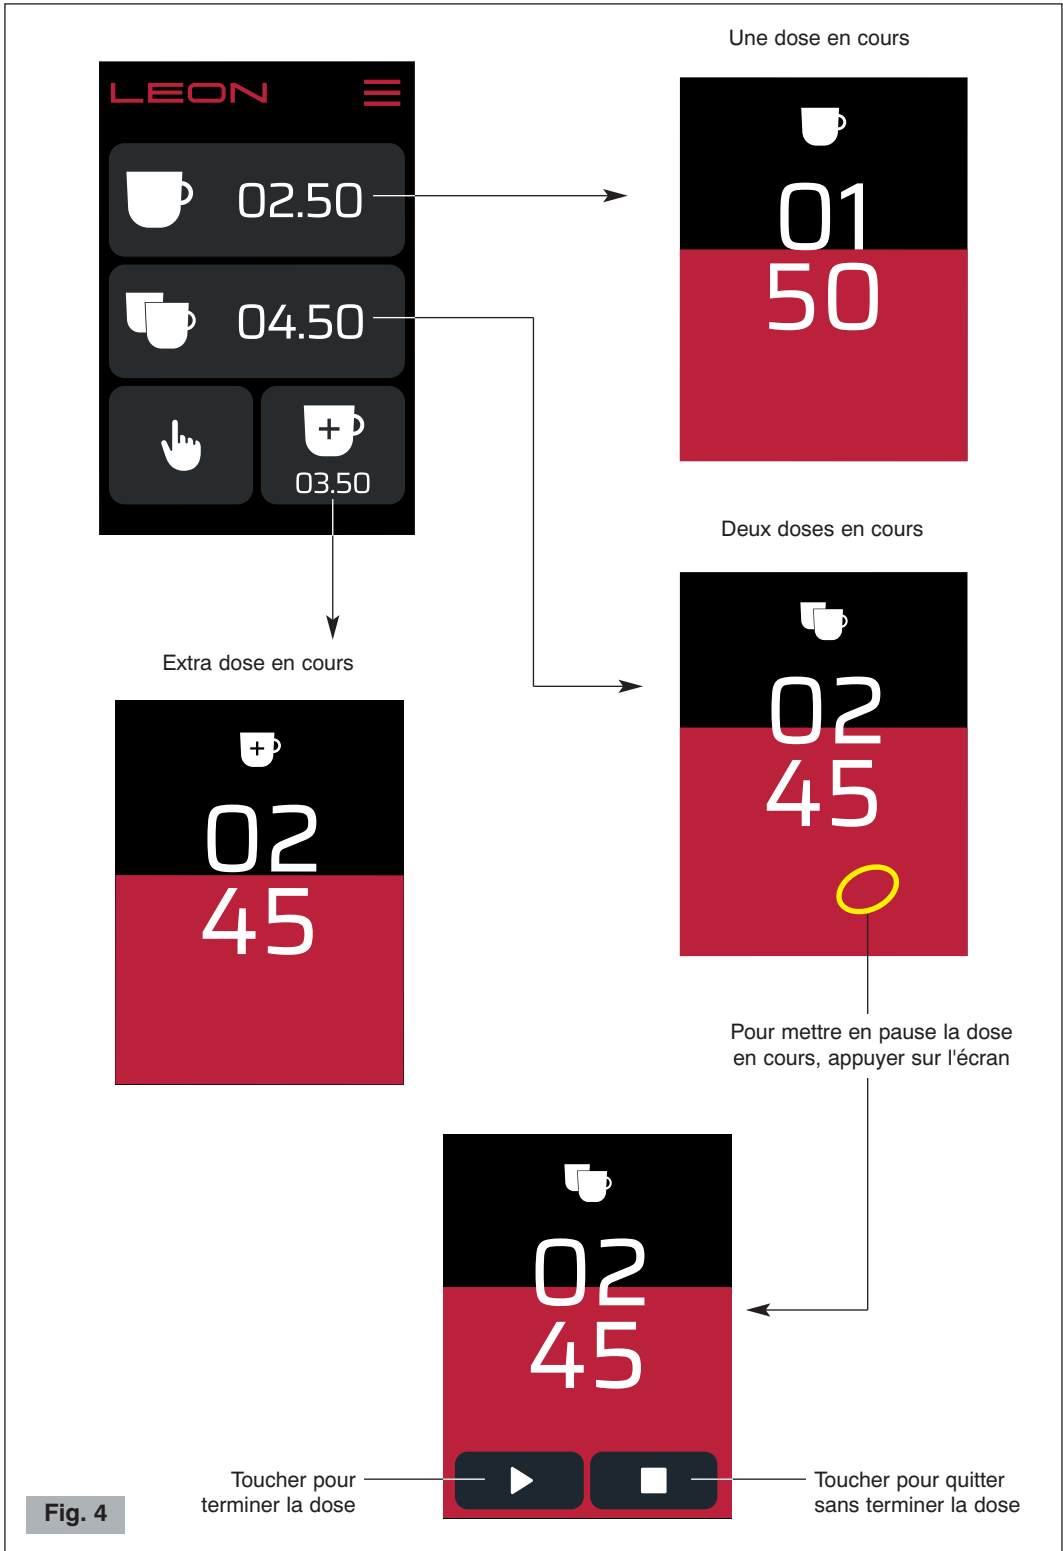 Une dose en cours
LEON
02.50
01
50
04.50
03.50
Deux doses en cours
02
45
Extra dose en cours
02
45
Pour mettre en pause la dose
en cours, appuyer sur l'écran
02
45
Toucher pour
terminer la dose
Toucher pour quitter
sans terminer la dose
Fig. 4